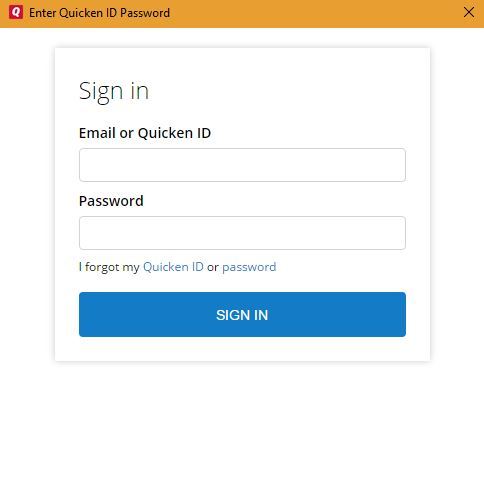 Enter Quicken ID Password
Sign in
Email or Quicken ID
Password
I forgot my Quicken ID or password
SIGN IN